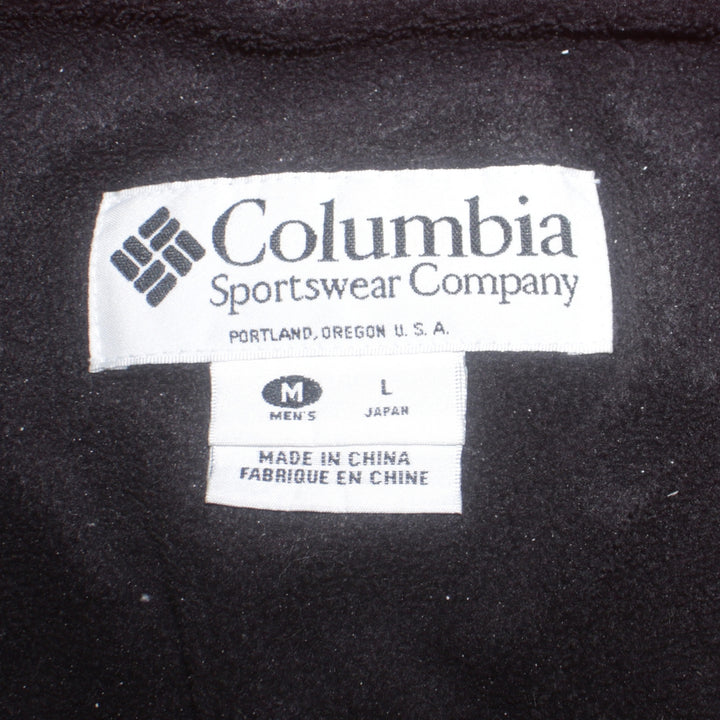 Columbia
Sportswear Company
PORTLAND, OREGON U. S. A.
M L
MEN'S JAPAN
MADE IN CHINA
FABRIQUE EN CHINE